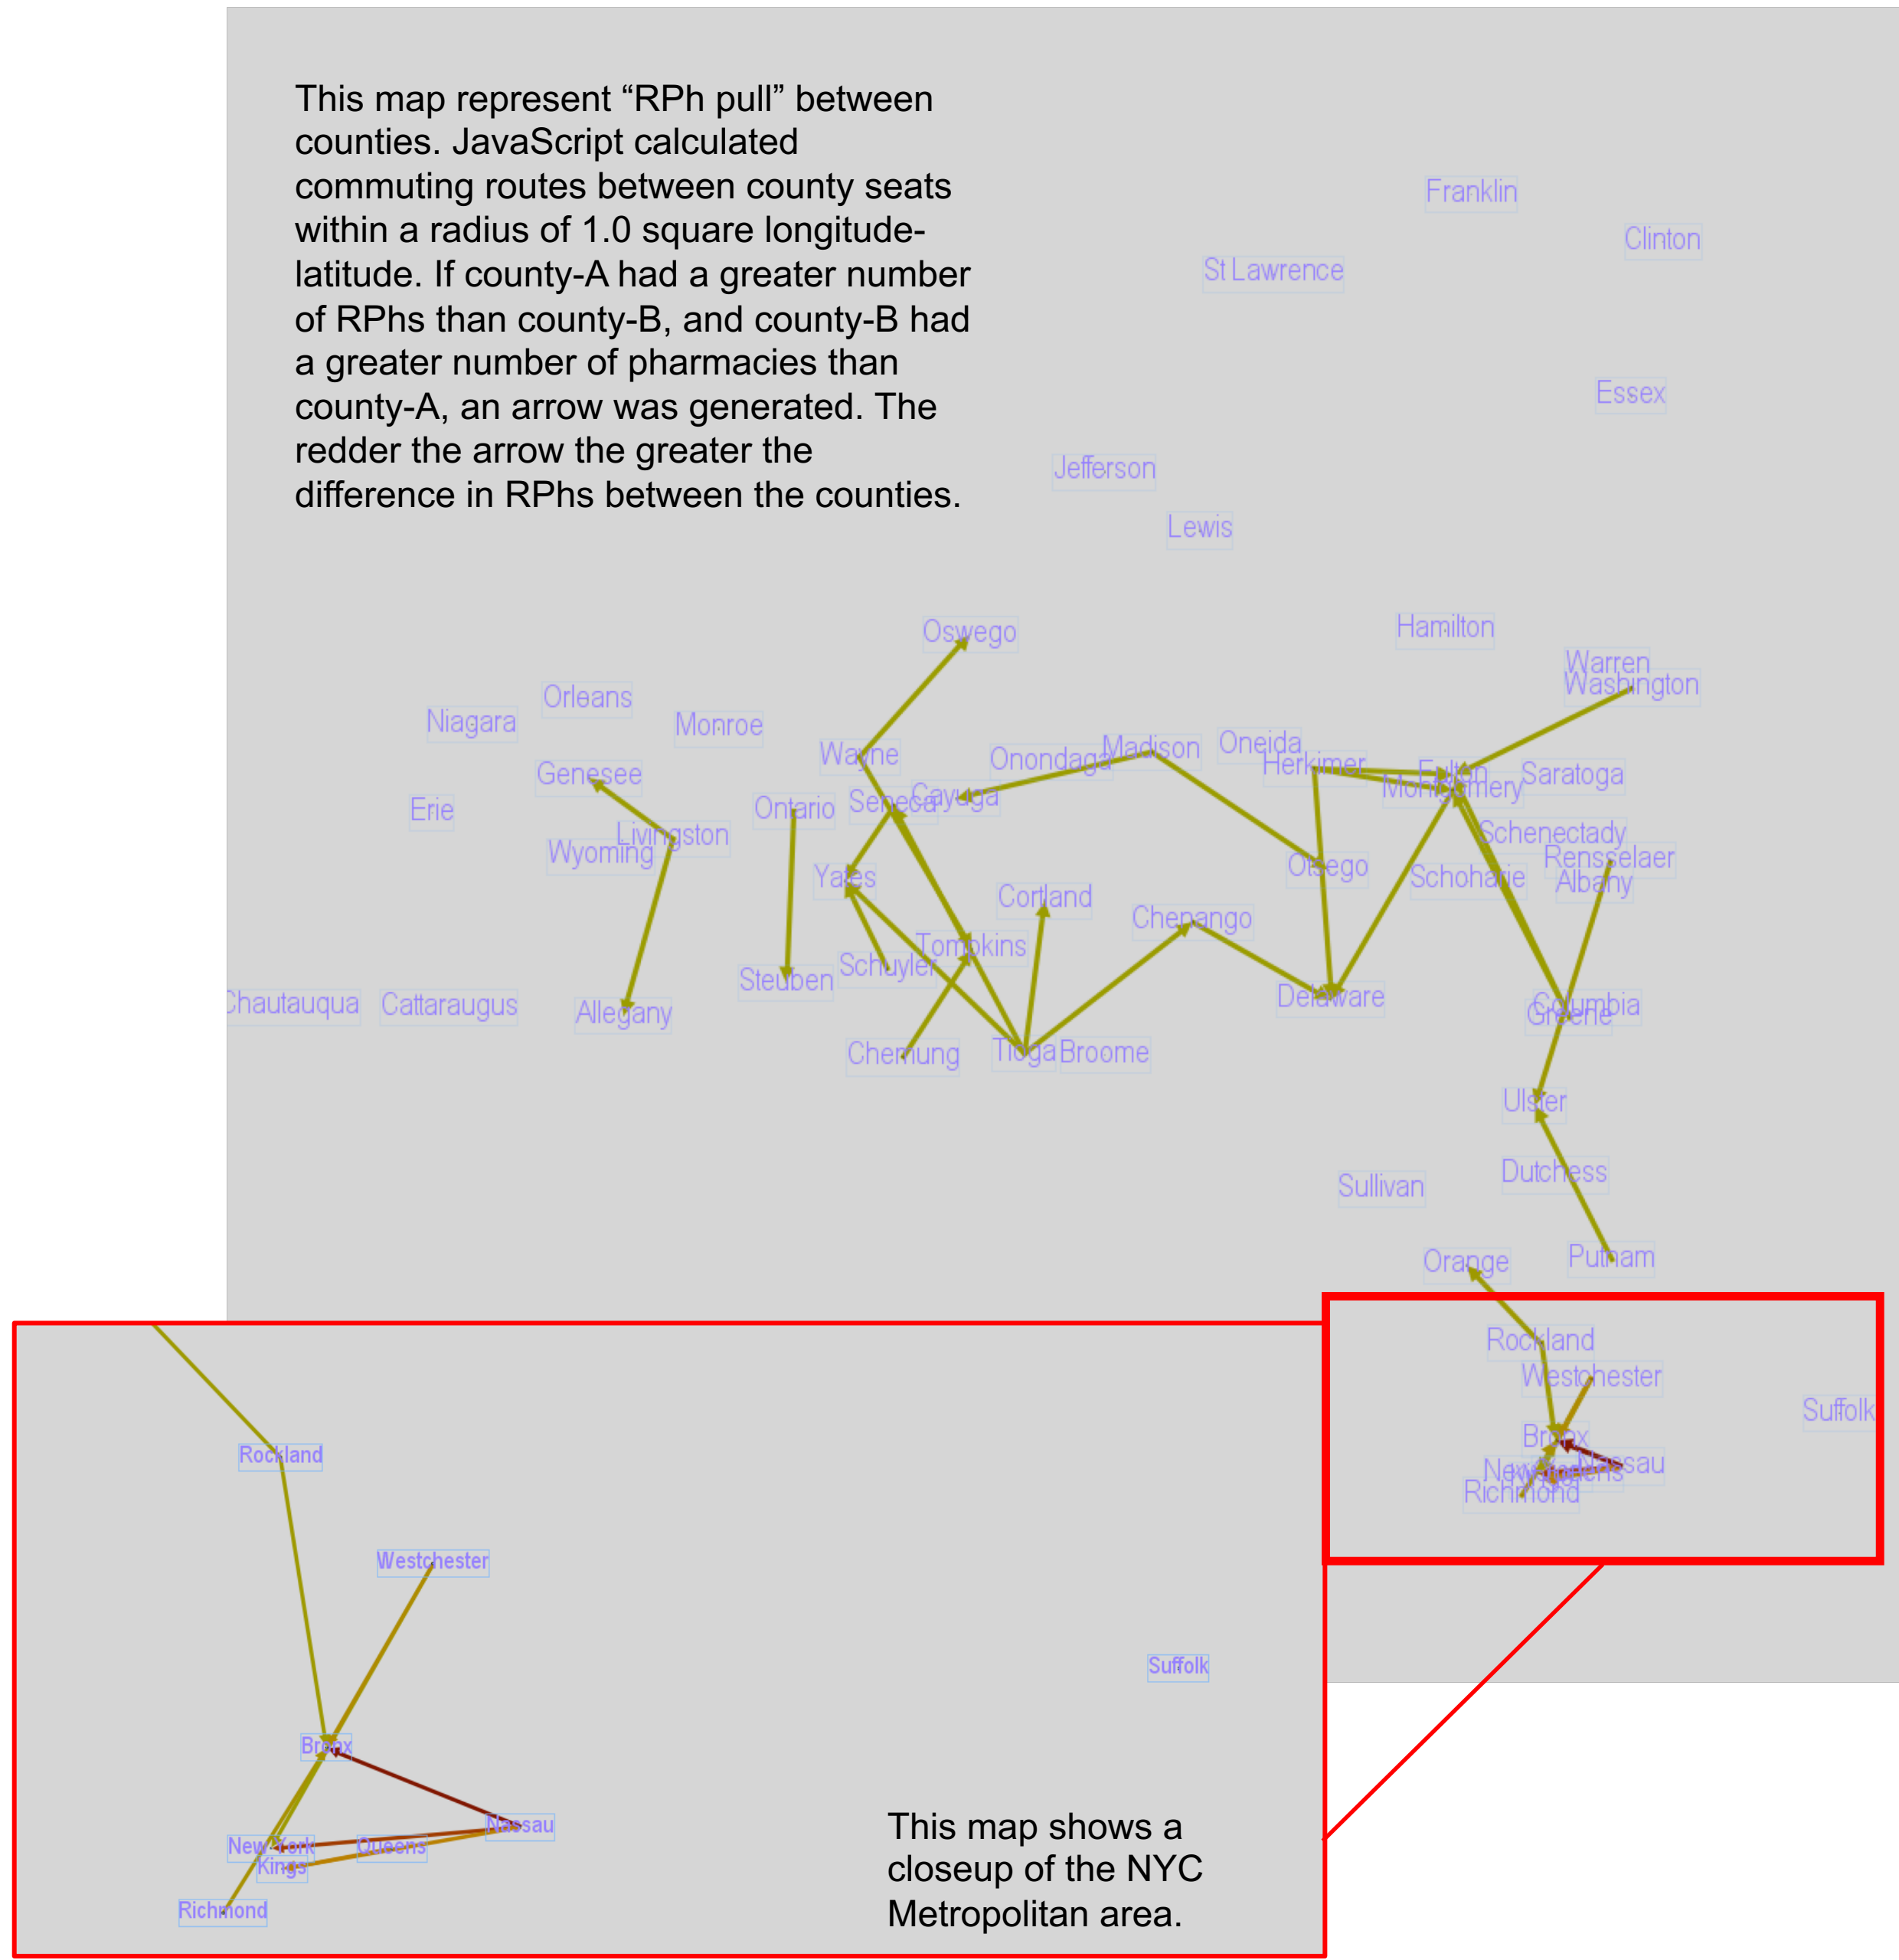 This map represent “RPh pull” between
counties. JavaScript calculated
commuting routes between county seats
within a radius of 1.0 square longitude-
latitude. If county-A had a greater number
of RPhs than county-B, and county-B had
a greater number of pharmacies than
county-A, an arrow was generated. The
redder the arrow the greater the
difference in RPhs between the counties.
Franklin
Clinton
St Lawrence
Essex
Jefferson
Lewis
Oswego
Hamilton
Warren
Washington
Orleans
Niagara
Monroe
Wayne
Onondaga
Madison
Oneida
Herkimer
Genesee
Fulton
Saratoga
Montgomery
Erie
Ontario
Seneca
Cayuga
Livingston
Wyoming
Schenectady
Rensselaer
Albany
Otsego
Schoharie
Yates
Cortland
Chenango
Tompkins
Schuyler
Steuben
Delaware
Chautauqua
Cattaraugus
Allegany
Columbia
Greene
Chemung
Tioga
Broome
Ulster
Dutchess
Sullivan
Orange
Putnam
Rockland
Westchester
Suffolk
Bronx
Nassau
Richmond
Rockland
Westchester
Suffolk
Bronx
Nassau
New York
Queens
Kings
Richmond
This map shows a
closeup of the NYC
Metropolitan area.